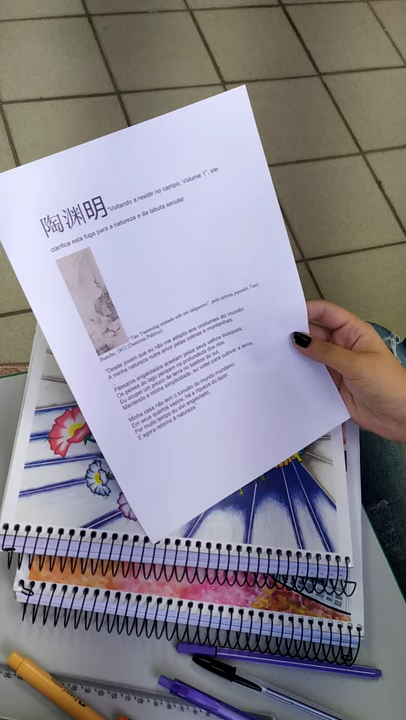 陶渊明"Voltando a residir no campo; Volume 1", ele
clarifica esta fuga para a natureza e da labuta secular.
"Tao Yuanming sentado sob um salgueiro", pelo artista japonês Tani
Buncho, 1812 (Domínio Público)
"Desde jovem que eu não me adapto aos costumes do mundo.
A minha natureza nutre amor pelas colinas e montanhas.
Pássaros engaiolados anseiam pelos seus velhos bosques,
Os peixes do lago pensam na profundeza dos rios.
Eu ocupei um pouco de terra no baldio do sul.
Mantendo a minha simplicidade, eu voltei para cultivar a terra.
Minha casa não tem o tumulto do mundo mundano,
Em seus quartos vazios, há a riqueza do lazer.
Por muito tempo eu vivi engaiolado;
E agora retorno à natureza."